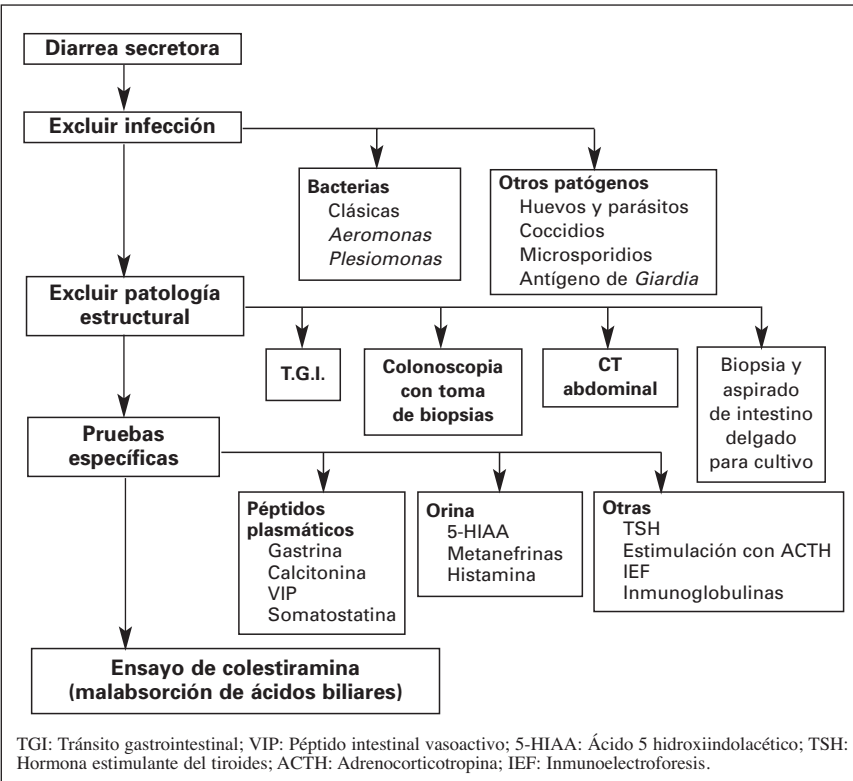 Diarrea secretora
Excluir infección
Bacterias
Clásicas
Aeromonas
Plesiomonas
Otros patógenos
Huevos y parásitos
Coccidios
Microsporidios
Antígeno de Giardia
Excluir patología
estructural
T.G.I.
Colonoscopia
con toma
de biopsias
CT
abdominal
Biopsia y
aspirado
de intestino
delgado
para cultivo
Pruebas
específicas
Péptidos
plasmáticos
Gastrina
Calcitonina
VIP
Somatostatina
Orina
5-HIAA
Metanefrinas
Histamina
Otras
TSH
Estimulación con ACTH
IEF
Inmunoglobulinas
Ensayo de colestiramina
(malabsorción de ácidos biliares)
TGI: Tránsito gastrointestinal; VIP: Péptido intestinal vasoactivo; 5-HIAA: Ácido 5 hidroxiindolacético; TSH:
Hormona estimulante del tiroides; ACTH: Adrenocorticotropina; IEF: Inmunoelectroforesis.